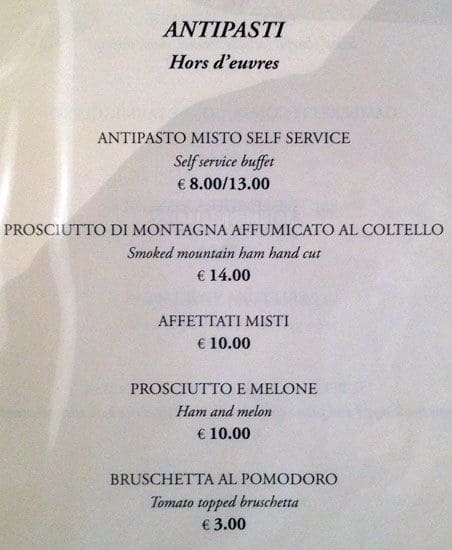 ANTIPASTI
Hors d'euvres
ANTIPASTO MISTO SELF SERVICE
Self service buffet
€ 8.00/13.00
PROSCIUTTO DI MONTAGNA AFFUMICATO AL COLTELLO
Smoked mountain ham hand cut
€ 14.00
AFFETTATI MISTI
€ 10.00
PROSCIUTTO E MELONE
Ham and melon
€ 10.00
BRUSCHETTA AL POMODORO
Tomato topped bruschetta
€ 3.00